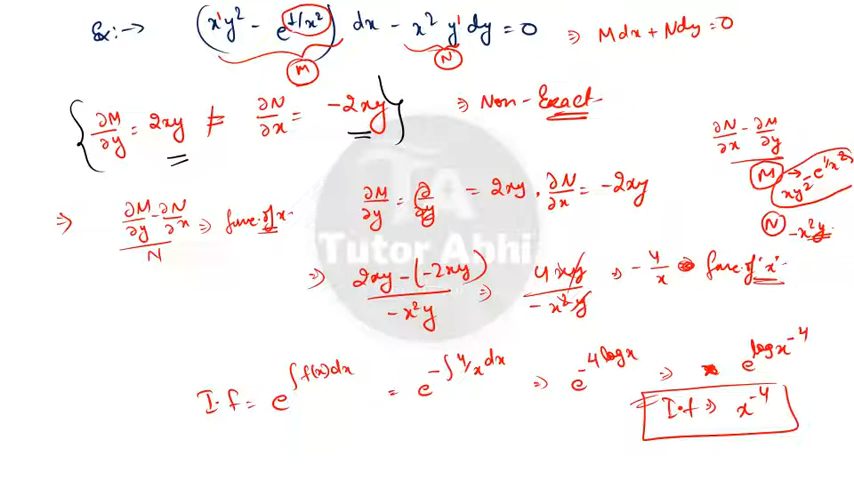 Ex:→ (x'y² - e^{1/x²}) dx - x² y' dy = 0 ⇒ Mdx + Ndy = 0
M N
{∂M/∂y = 2xy ≠ ∂N/∂x = -2xy} ⇒ Non-Exact
(∂N/∂x - ∂M/∂y)/M → xy² - e^{1/x²}
N → -x²y
⇒ (∂M/∂y - ∂N/∂x)/N ⇒ func. of x.
∂M/∂y = ∂/∂y = 2xy, ∂N/∂x = -2xy
⇒ (2xy - (-2xy))/(-x²y) ⇒ 4xy/(-x²y) ⇒ -4/x func. of 'x'
I.f = e^{∫f(x)dx} = e^{-∫4/x dx} ⇒ e^{-4logx} ⇒ e^{logx^{-4}}
I.f ⇒ x^{-4}
TA
Tutor Abhi